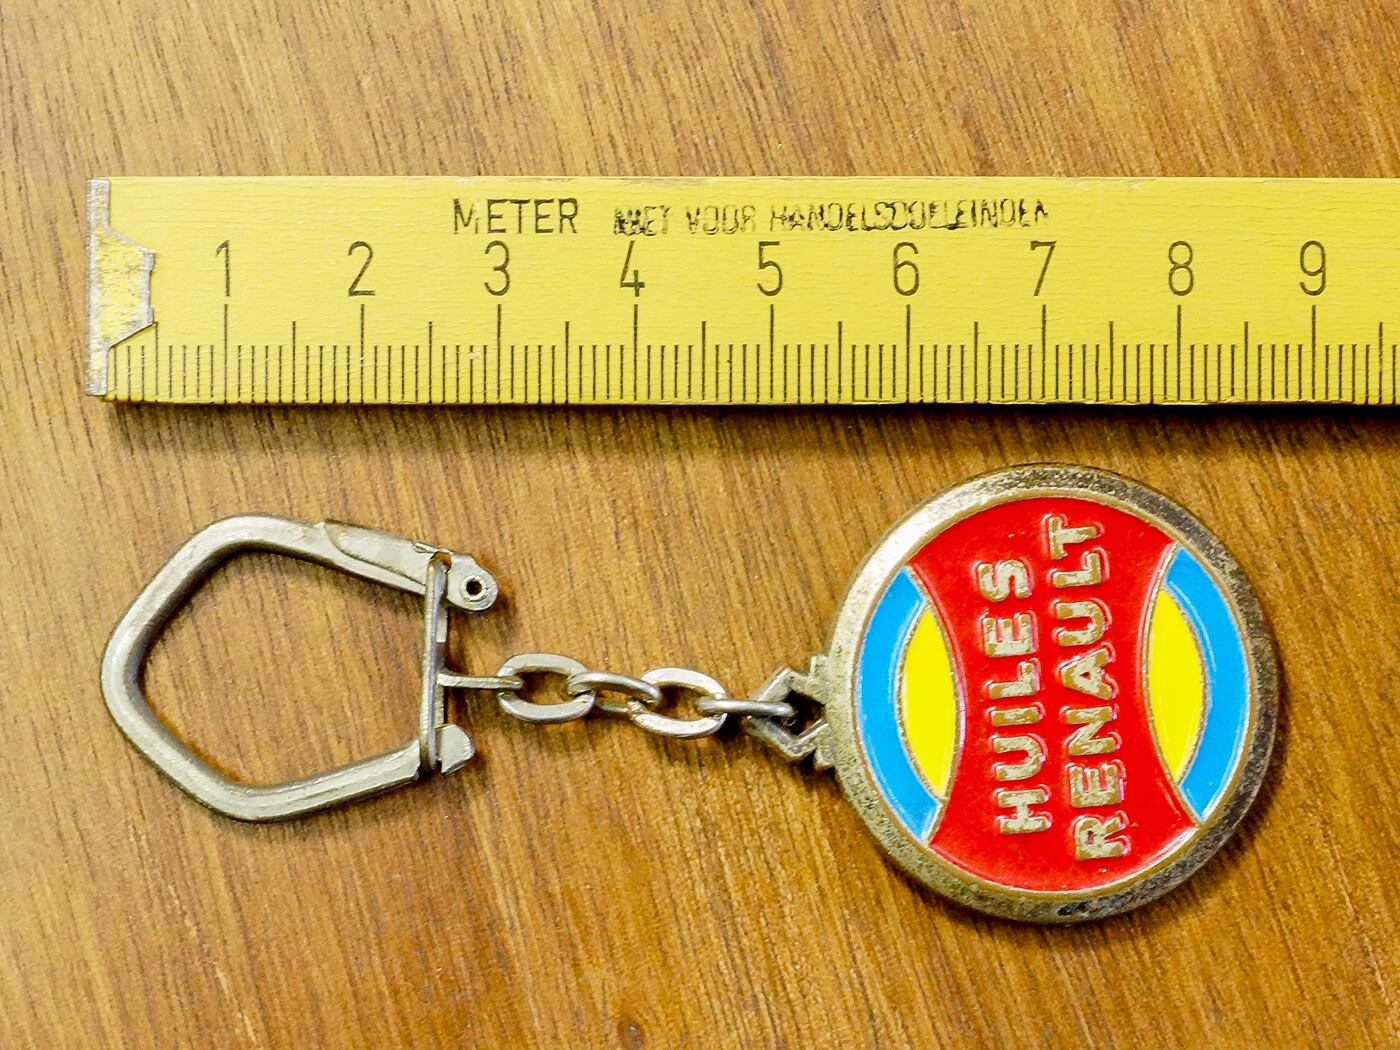 METER NIET VOOR HANDELSDOELEINDEN
1 2 3 4 5 6 7 8 9
HUILES
RENAULT